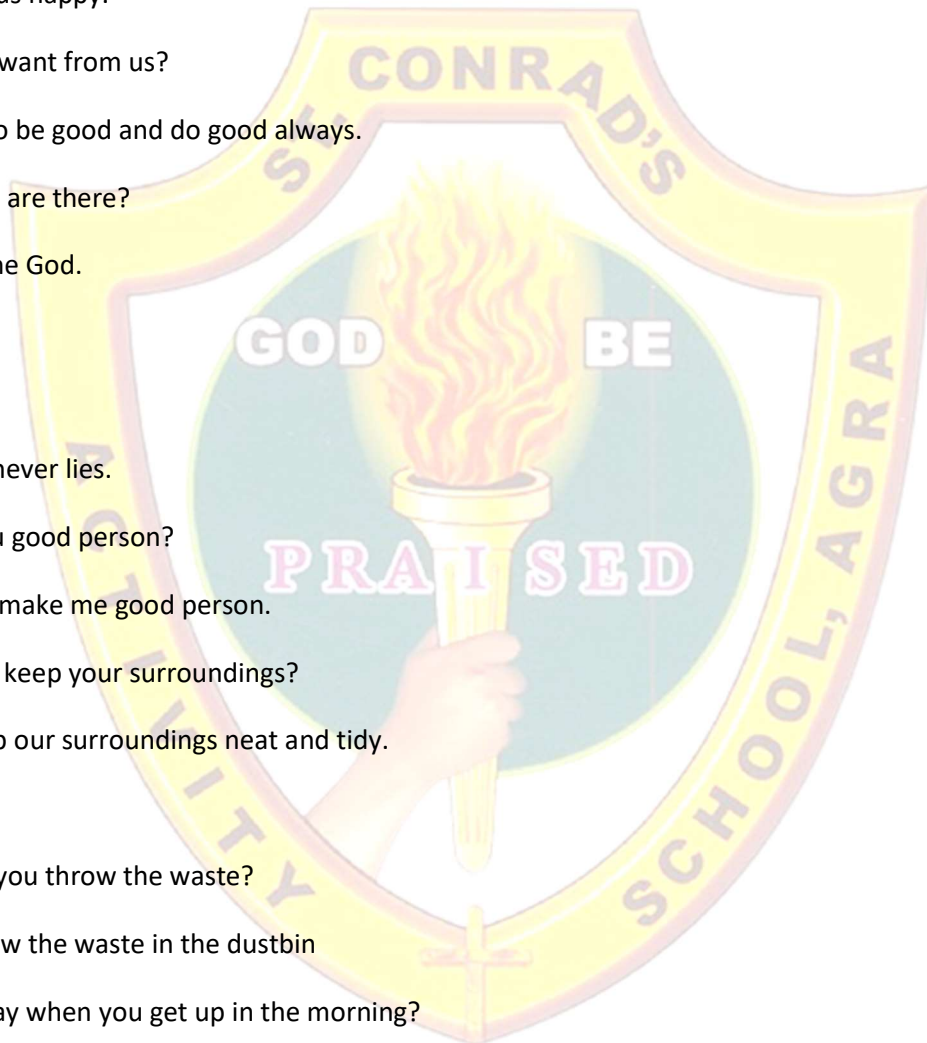 us happy.
want from us?
o be good and do good always.
are there?
ne God.
never lies.
u good person?
make me good person.
keep your surroundings?
p our surroundings neat and tidy.
you throw the waste?
w the waste in the dustbin
ay when you get up in the morning?
ST. CONRAD'S
GOD BE
PRAISED
ACTIVITY
SCHOOL, AGRA